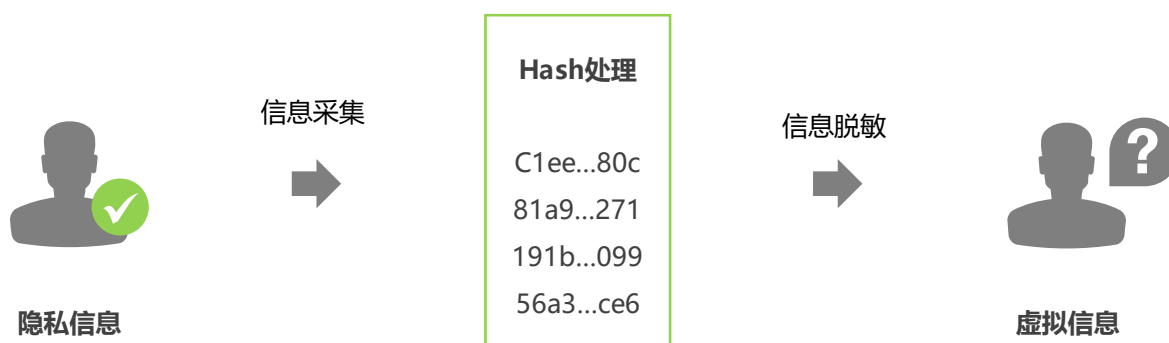 Hash处理
信息采集
信息脱敏
C1ee...80c
81a9...271
191b...099
56a3...ce6
隐私信息
虚拟信息
?